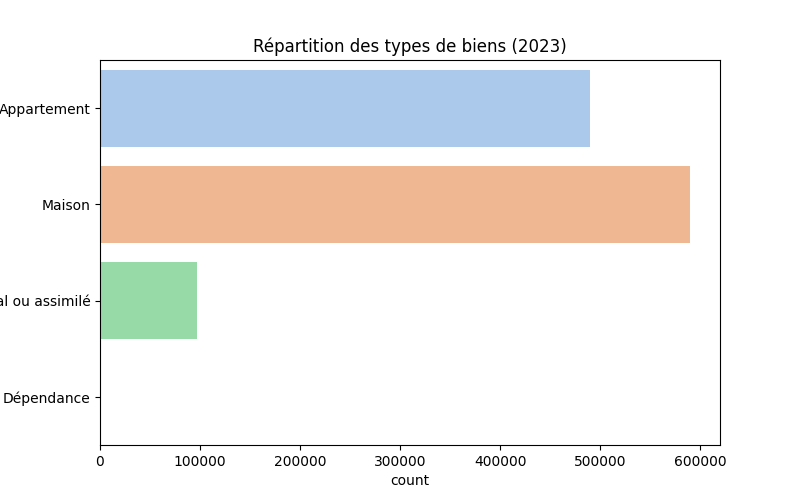 Répartition des types de biens (2023)
Appartement
Maison
al ou assimilé
Dépendance
0 100000 200000 300000 400000 500000 600000
count